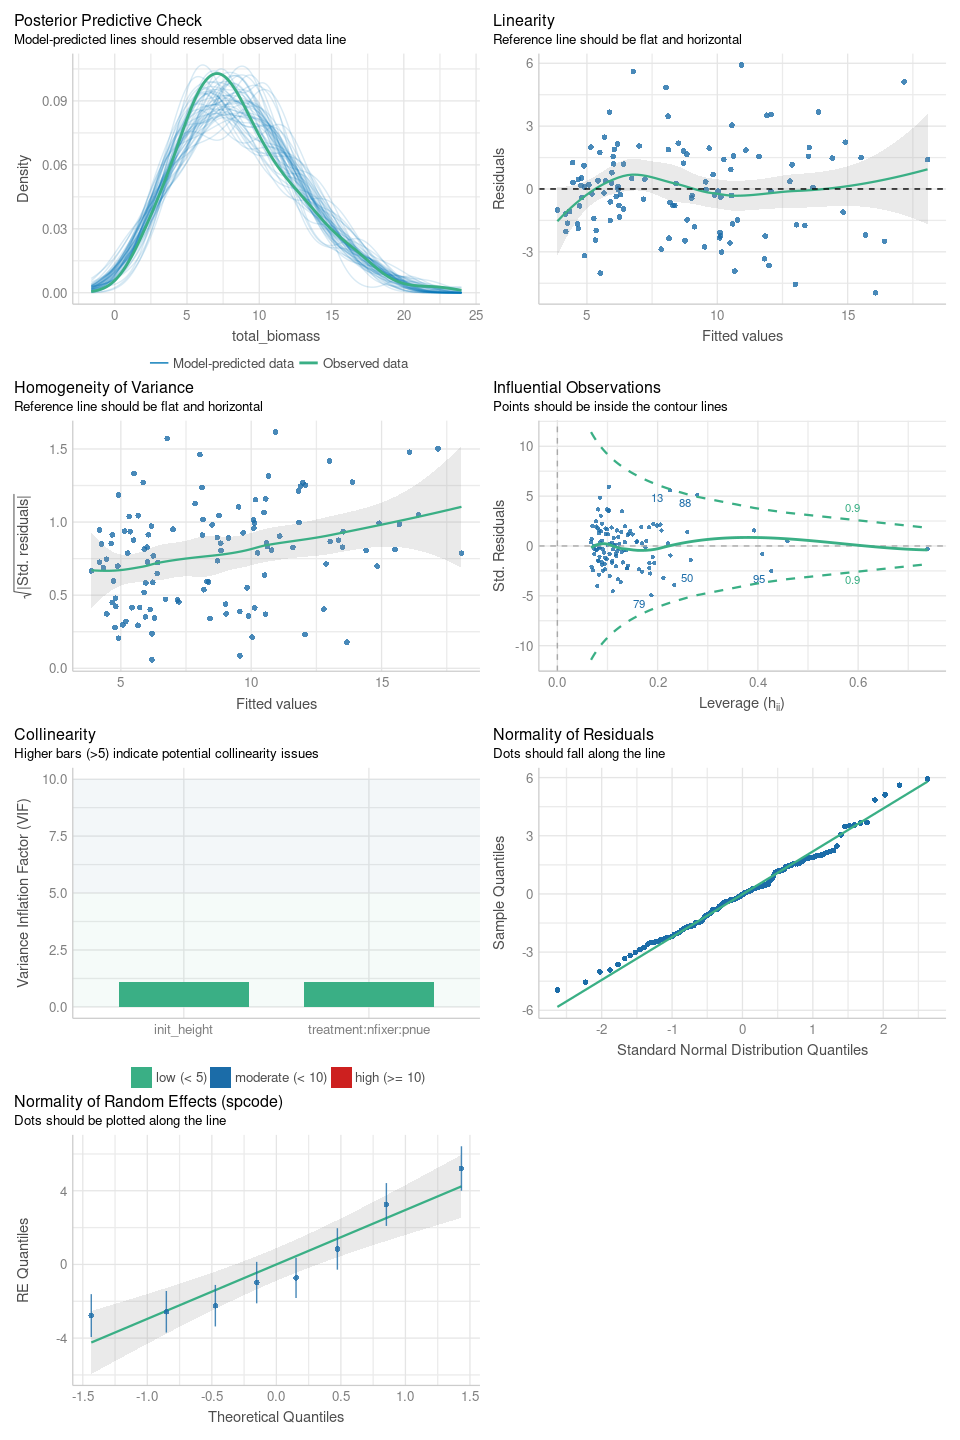 Posterior Predictive Check
Model-predicted lines should resemble observed data line
0.09
0.06
0.03
0.00
Density
0
5
10
15
20
25
total_biomass
Model-predicted data
Observed data
Linearity
Reference line should be flat and horizontal
6
3
0
-3
Residuals
5
10
15
Fitted values
Homogeneity of Variance
Reference line should be flat and horizontal
1.5
1.0
0.5
0.0
√|Std. residuals|
5
10
15
Fitted values
Influential Observations
Points should be inside the contour lines
10
5
0
-5
-10
Std. Residuals
13
88
0.9
50
95
0.9
79
0.0
0.2
0.4
0.6
Leverage (hii)
Collinearity
Higher bars (>5) indicate potential collinearity issues
10.0
7.5
5.0
2.5
0.0
Variance Inflation Factor (VIF)
init_height
treatment:nfixer:pnue
low (< 5)
moderate (< 10)
high (>= 10)
Normality of Residuals
Dots should fall along the line
6
3
0
-3
-6
Sample Quantiles
-2
-1
0
1
2
Standard Normal Distribution Quantiles
Normality of Random Effects (spcode)
Dots should be plotted along the line
4
0
-4
RE Quantiles
-1.5
-1.0
-0.5
0.0
0.5
1.0
1.5
Theoretical Quantiles